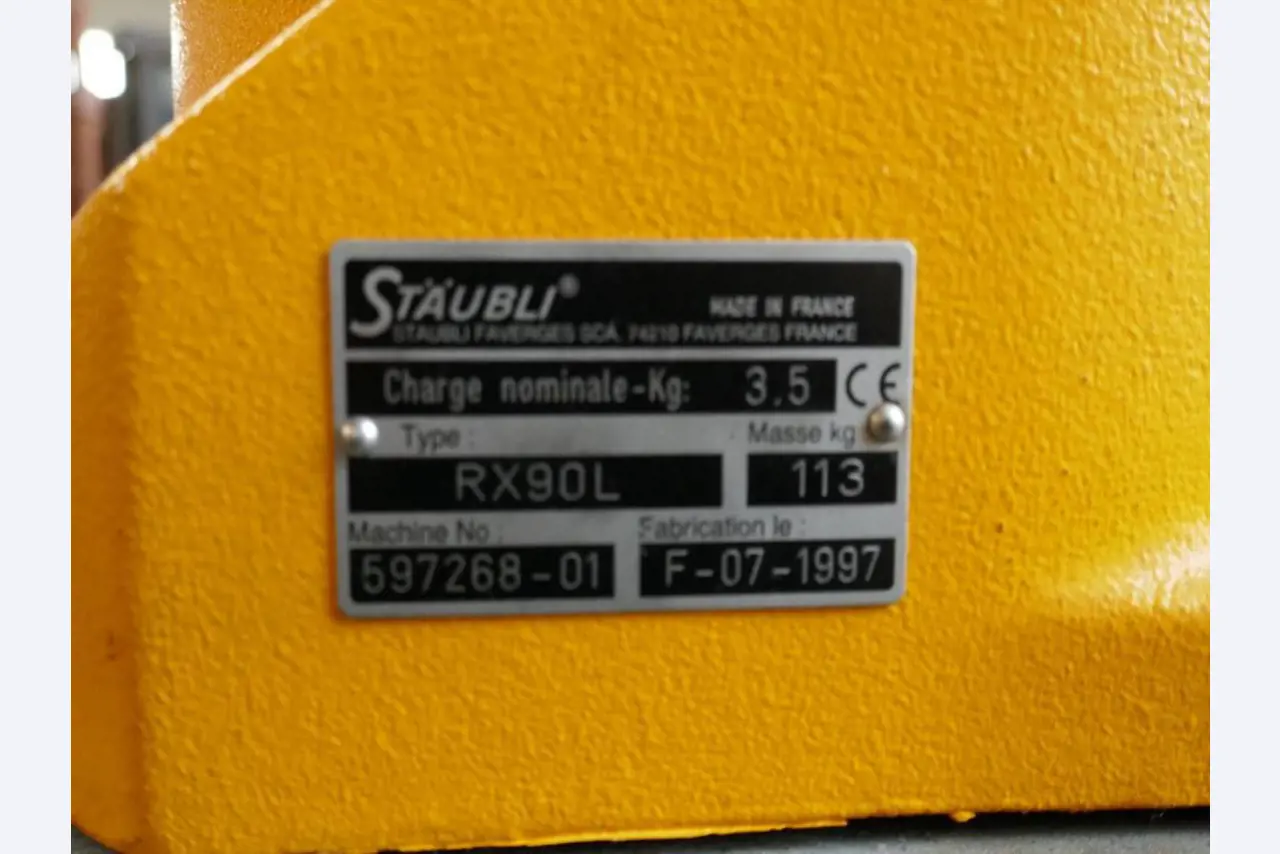 STÄUBLI®
MADE IN FRANCE
STAUBLI FAVERGES SCA. 74210 FAVERGES FRANCE
Charge nominale-Kg: 3.5 CE
Type : Masse kg
RX90L 113
Machine No : Fabrication le :
597268-01 F-07-1997